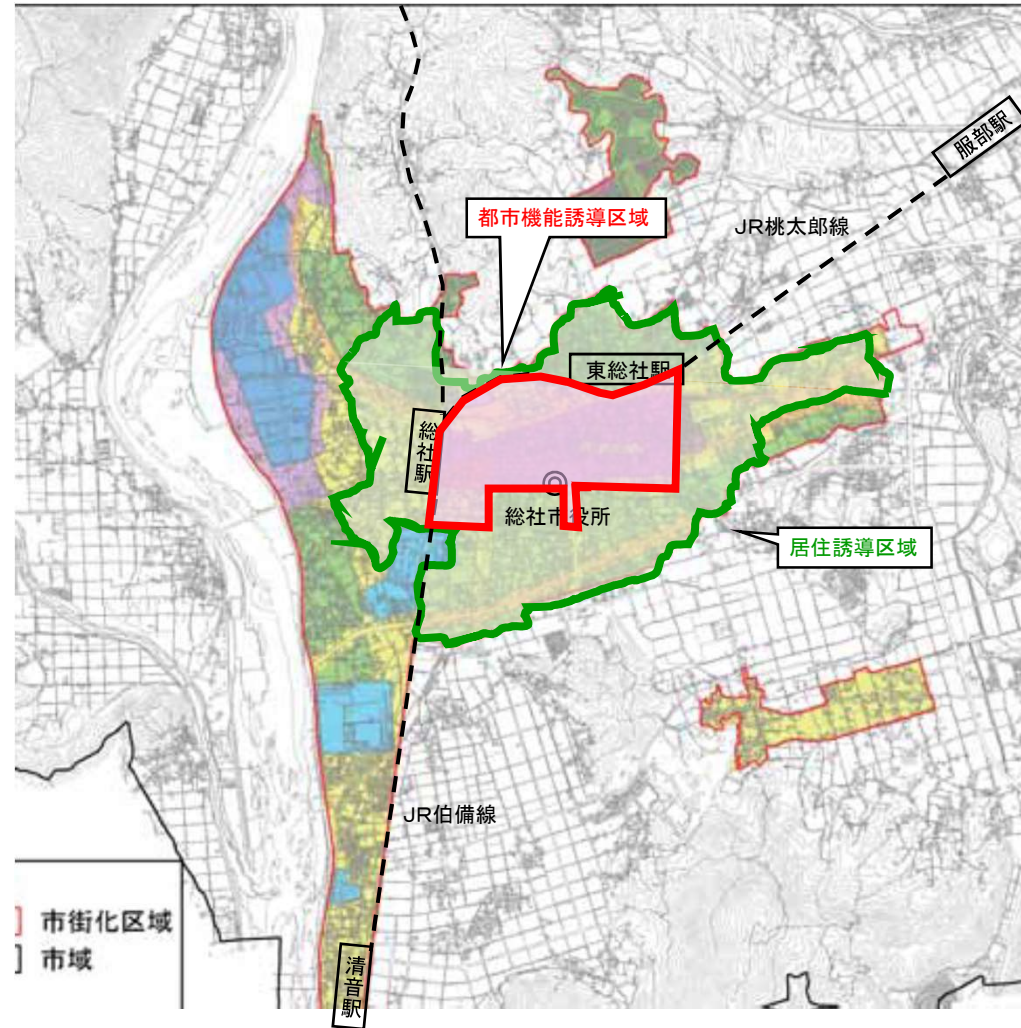 服部駅
都市機能誘導区域
JR桃太郎線
東総社駅
総社駅
総社市役所
居住誘導区域
JR伯備線
市街化区域
市域
清音駅